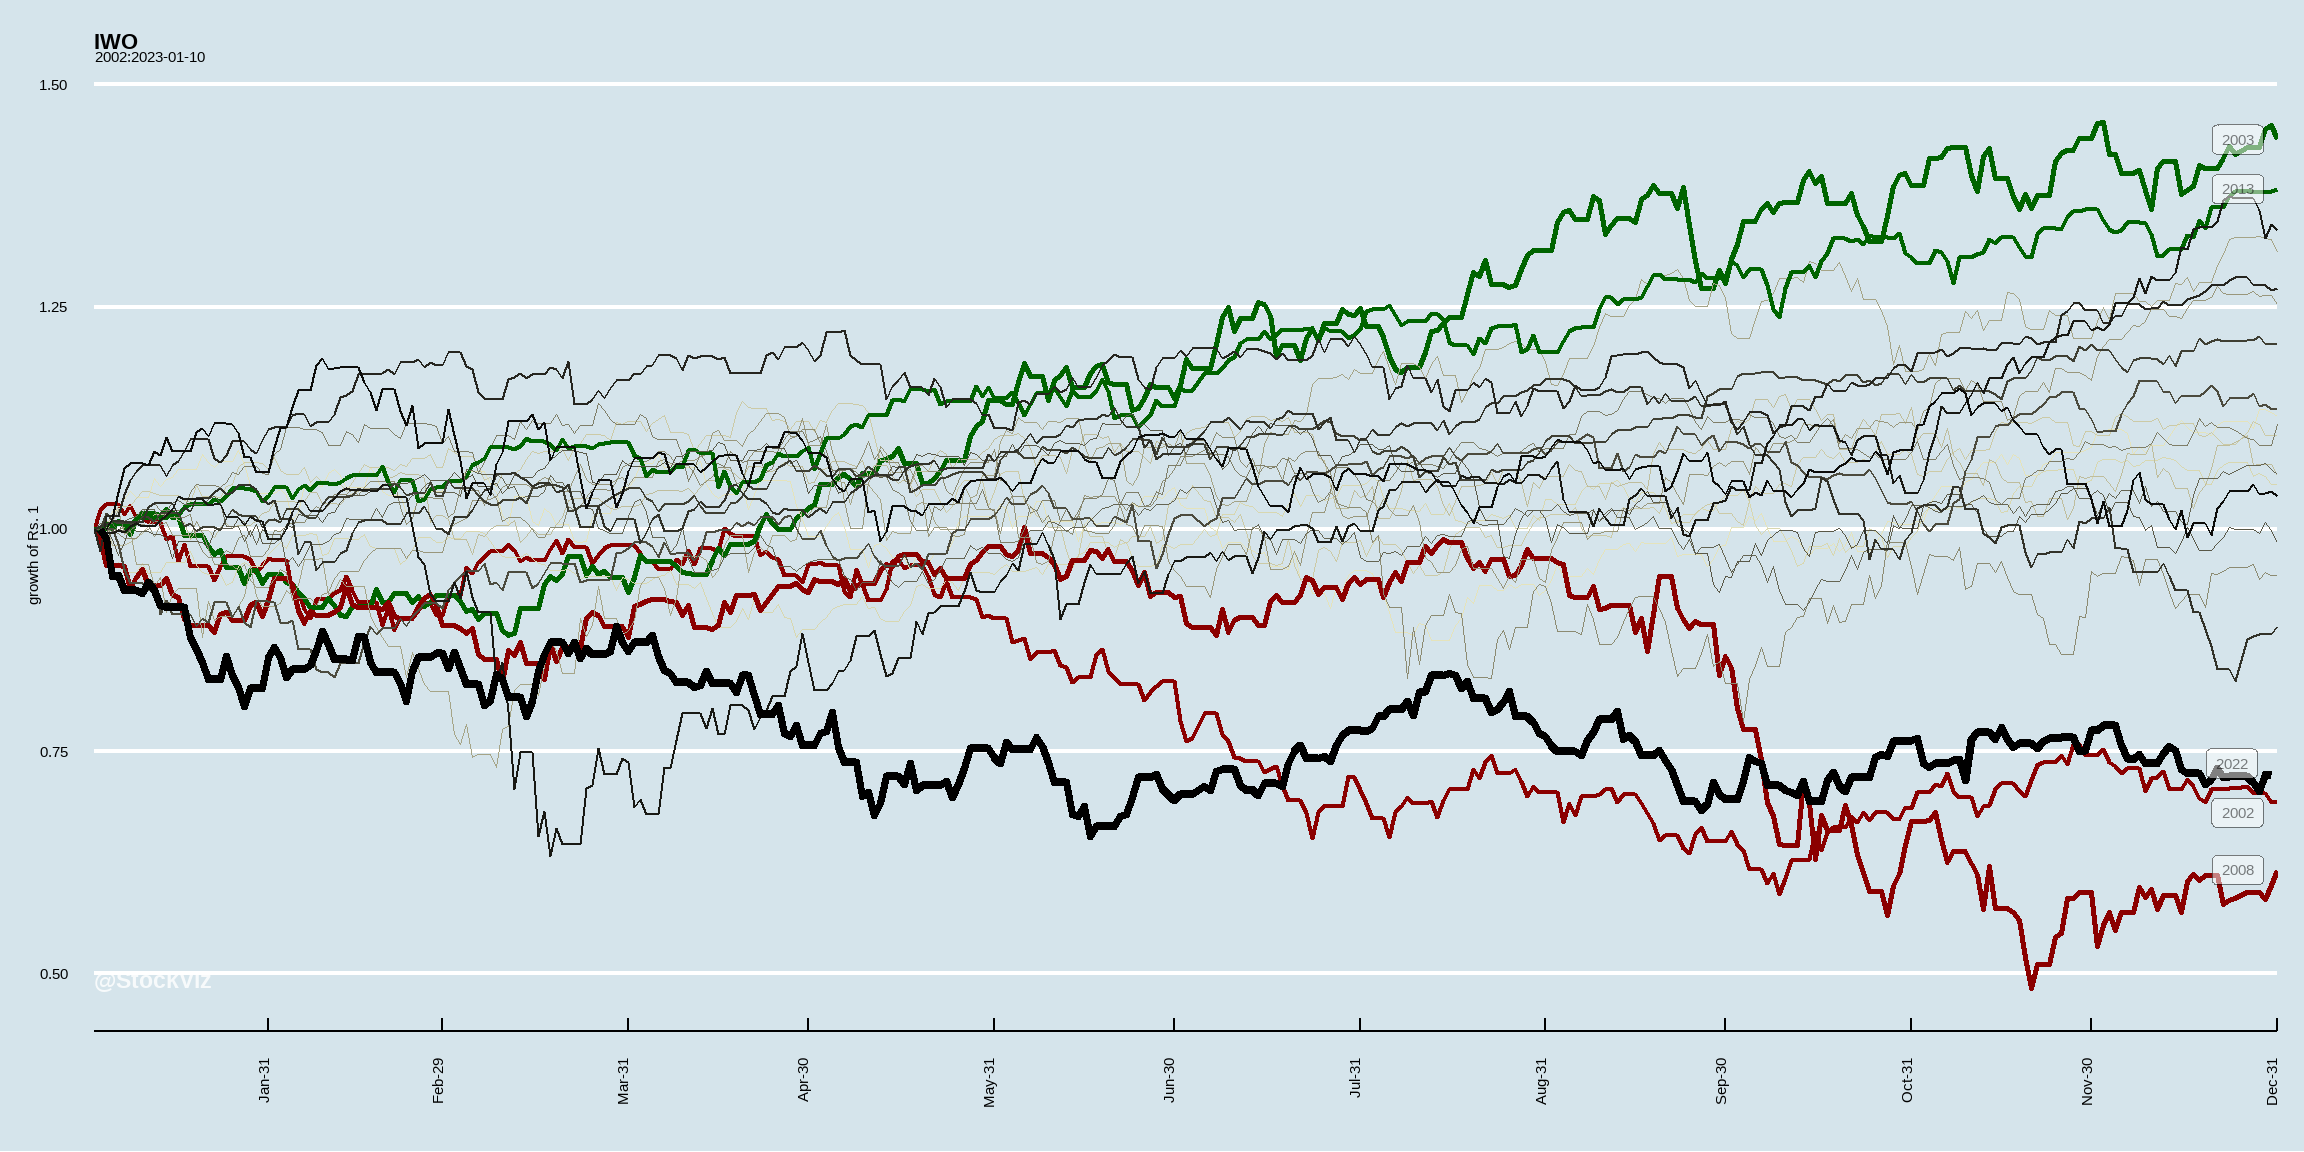 IWO
2002:2023-01-10
growth of Rs. 1
1.50
1.25
1.00
0.75
0.50
2003
2013
2022
2002
2008
@StockViz
Jan-31
Feb-29
Mar-31
Apr-30
May-31
Jun-30
Jul-31
Aug-31
Sep-30
Oct-31
Nov-30
Dec-31